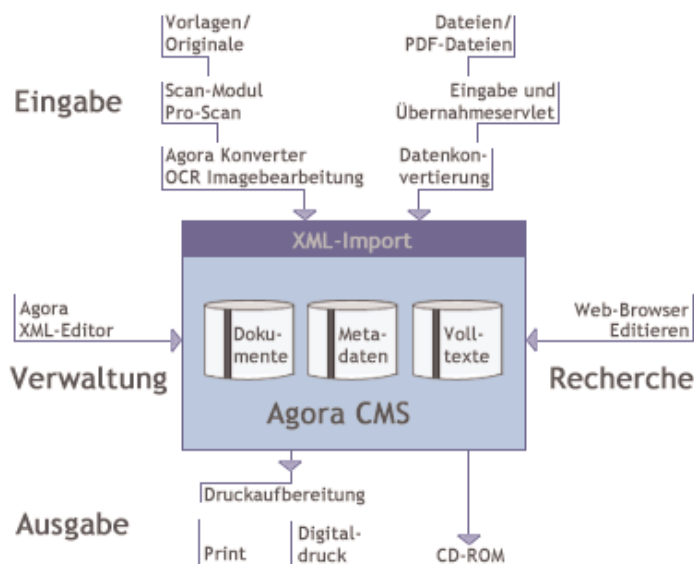 Vorlagen/
Originale
Dateien/
PDF-Dateien
Eingabe
Scan-Modul
Pro-Scan
Eingabe und
Übernahmeservlet
Agora Konverter
OCR Imagebearbeitung
Datenkon-
vertierung
XML-Import
Agora
XML-Editor
Doku-
mente
Meta-
daten
Voll-
texte
Web-Browser
Editieren
Verwaltung
Recherche
Agora CMS
Druckaufbereitung
Ausgabe
Print
Digital-
druck
CD-ROM